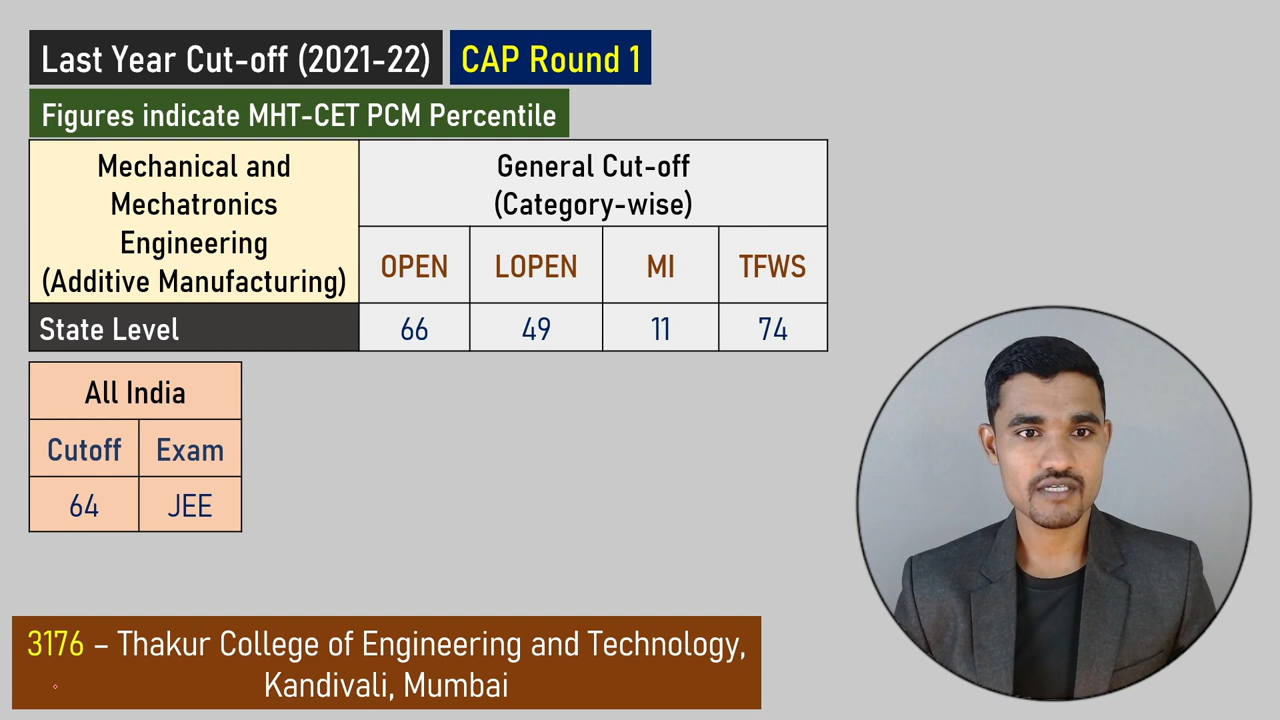 Last Year Cut-off (2021-22) CAP Round 1
Figures indicate MHT-CET PCM Percentile
Mechanical and
Mechatronics
Engineering
(Additive Manufacturing)
General Cut-off
(Category-wise)
OPEN LOPEN MI TFWS
State Level 66 49 11 74
All India
Cutoff Exam
64 JEE
3176 – Thakur College of Engineering and Technology,
Kandivali, Mumbai